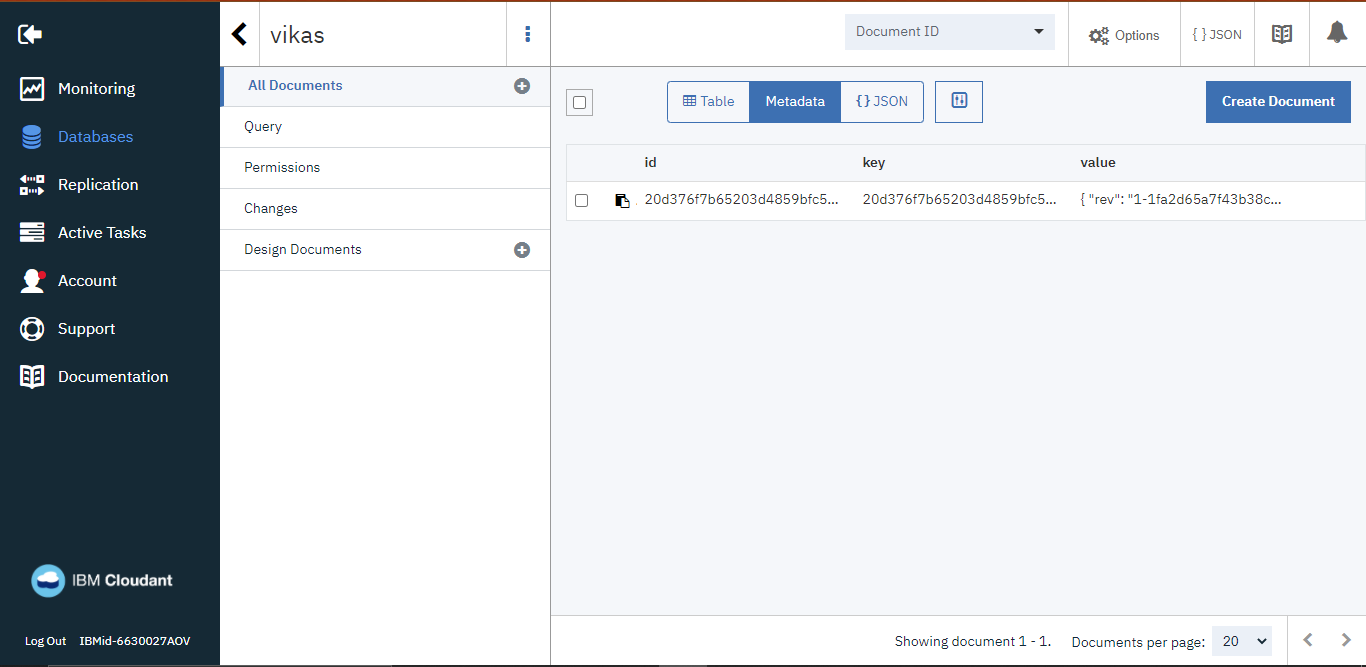 vikas
Document ID
Options
{ } JSON
Monitoring
Databases
Replication
Active Tasks
Account
Support
Documentation
All Documents
Query
Permissions
Changes
Design Documents
Table
Metadata
{ } JSON
Create Document
id key value
20d376f7b65203d4859bfc5... 20d376f7b65203d4859bfc5... { "rev": "1-1fa2d65a7f43b38c...
IBM Cloudant
Log Out IBMid-6630027AOV
Showing document 1 - 1. Documents per page: 20